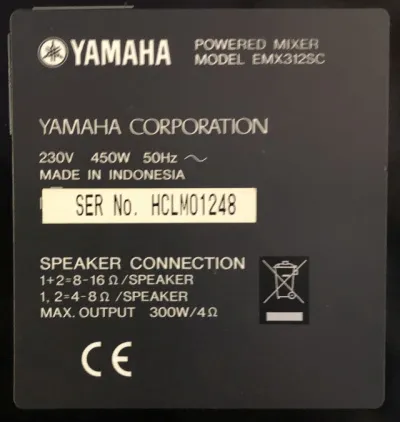 YAMAHA
POWERED MIXER
MODEL EMX312SC
YAMAHA CORPORATION
230V 450W 50Hz ~
MADE IN INDONESIA
SER No. HCLM01248
SPEAKER CONNECTION
1+2=8-16Ω/SPEAKER
1, 2=4-8Ω/SPEAKER
MAX. OUTPUT 300W/4Ω
CE